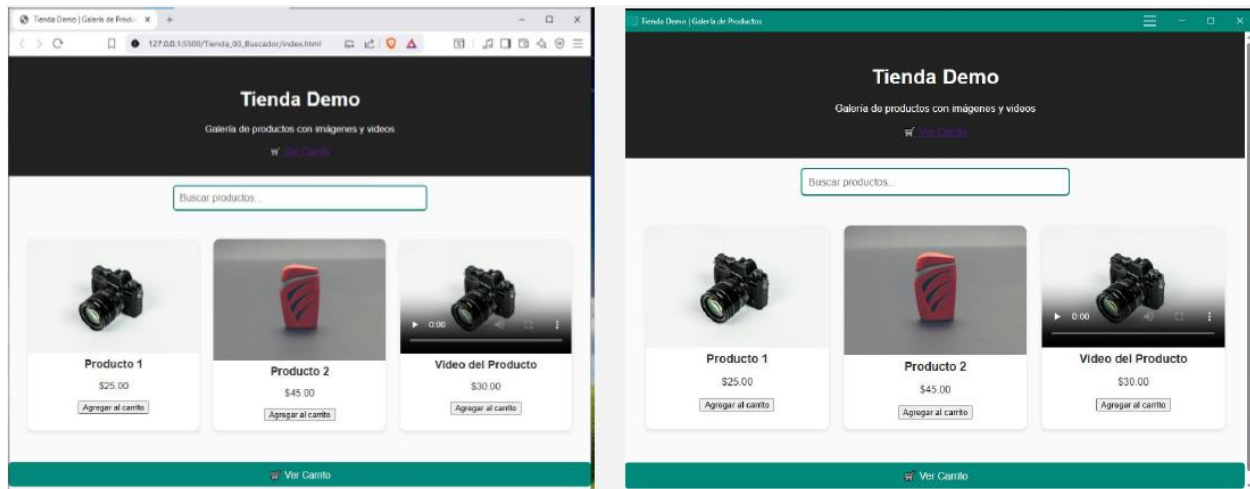 Tienda Demo | Galería de Produ
127.0.0.1:5500/Tienda_03_Buscador/index.html
Tienda Demo
Galería de productos con imágenes y videos
Ver Carrito
Buscar productos...
0:00
Producto 1
$25.00
Agregar al carrito
Producto 2
$45.00
Agregar al carrito
Video del Producto
$30.00
Agregar al carrito
Ver Carrito
Tienda Demo | Galería de Productos
Tienda Demo
Galería de productos con imágenes y videos
Ver Carrito
Buscar productos...
0:00
Producto 1
$25.00
Agregar al carrito
Producto 2
$45.00
Agregar al carrito
Video del Producto
$30.00
Agregar al carrito
Ver Carrito